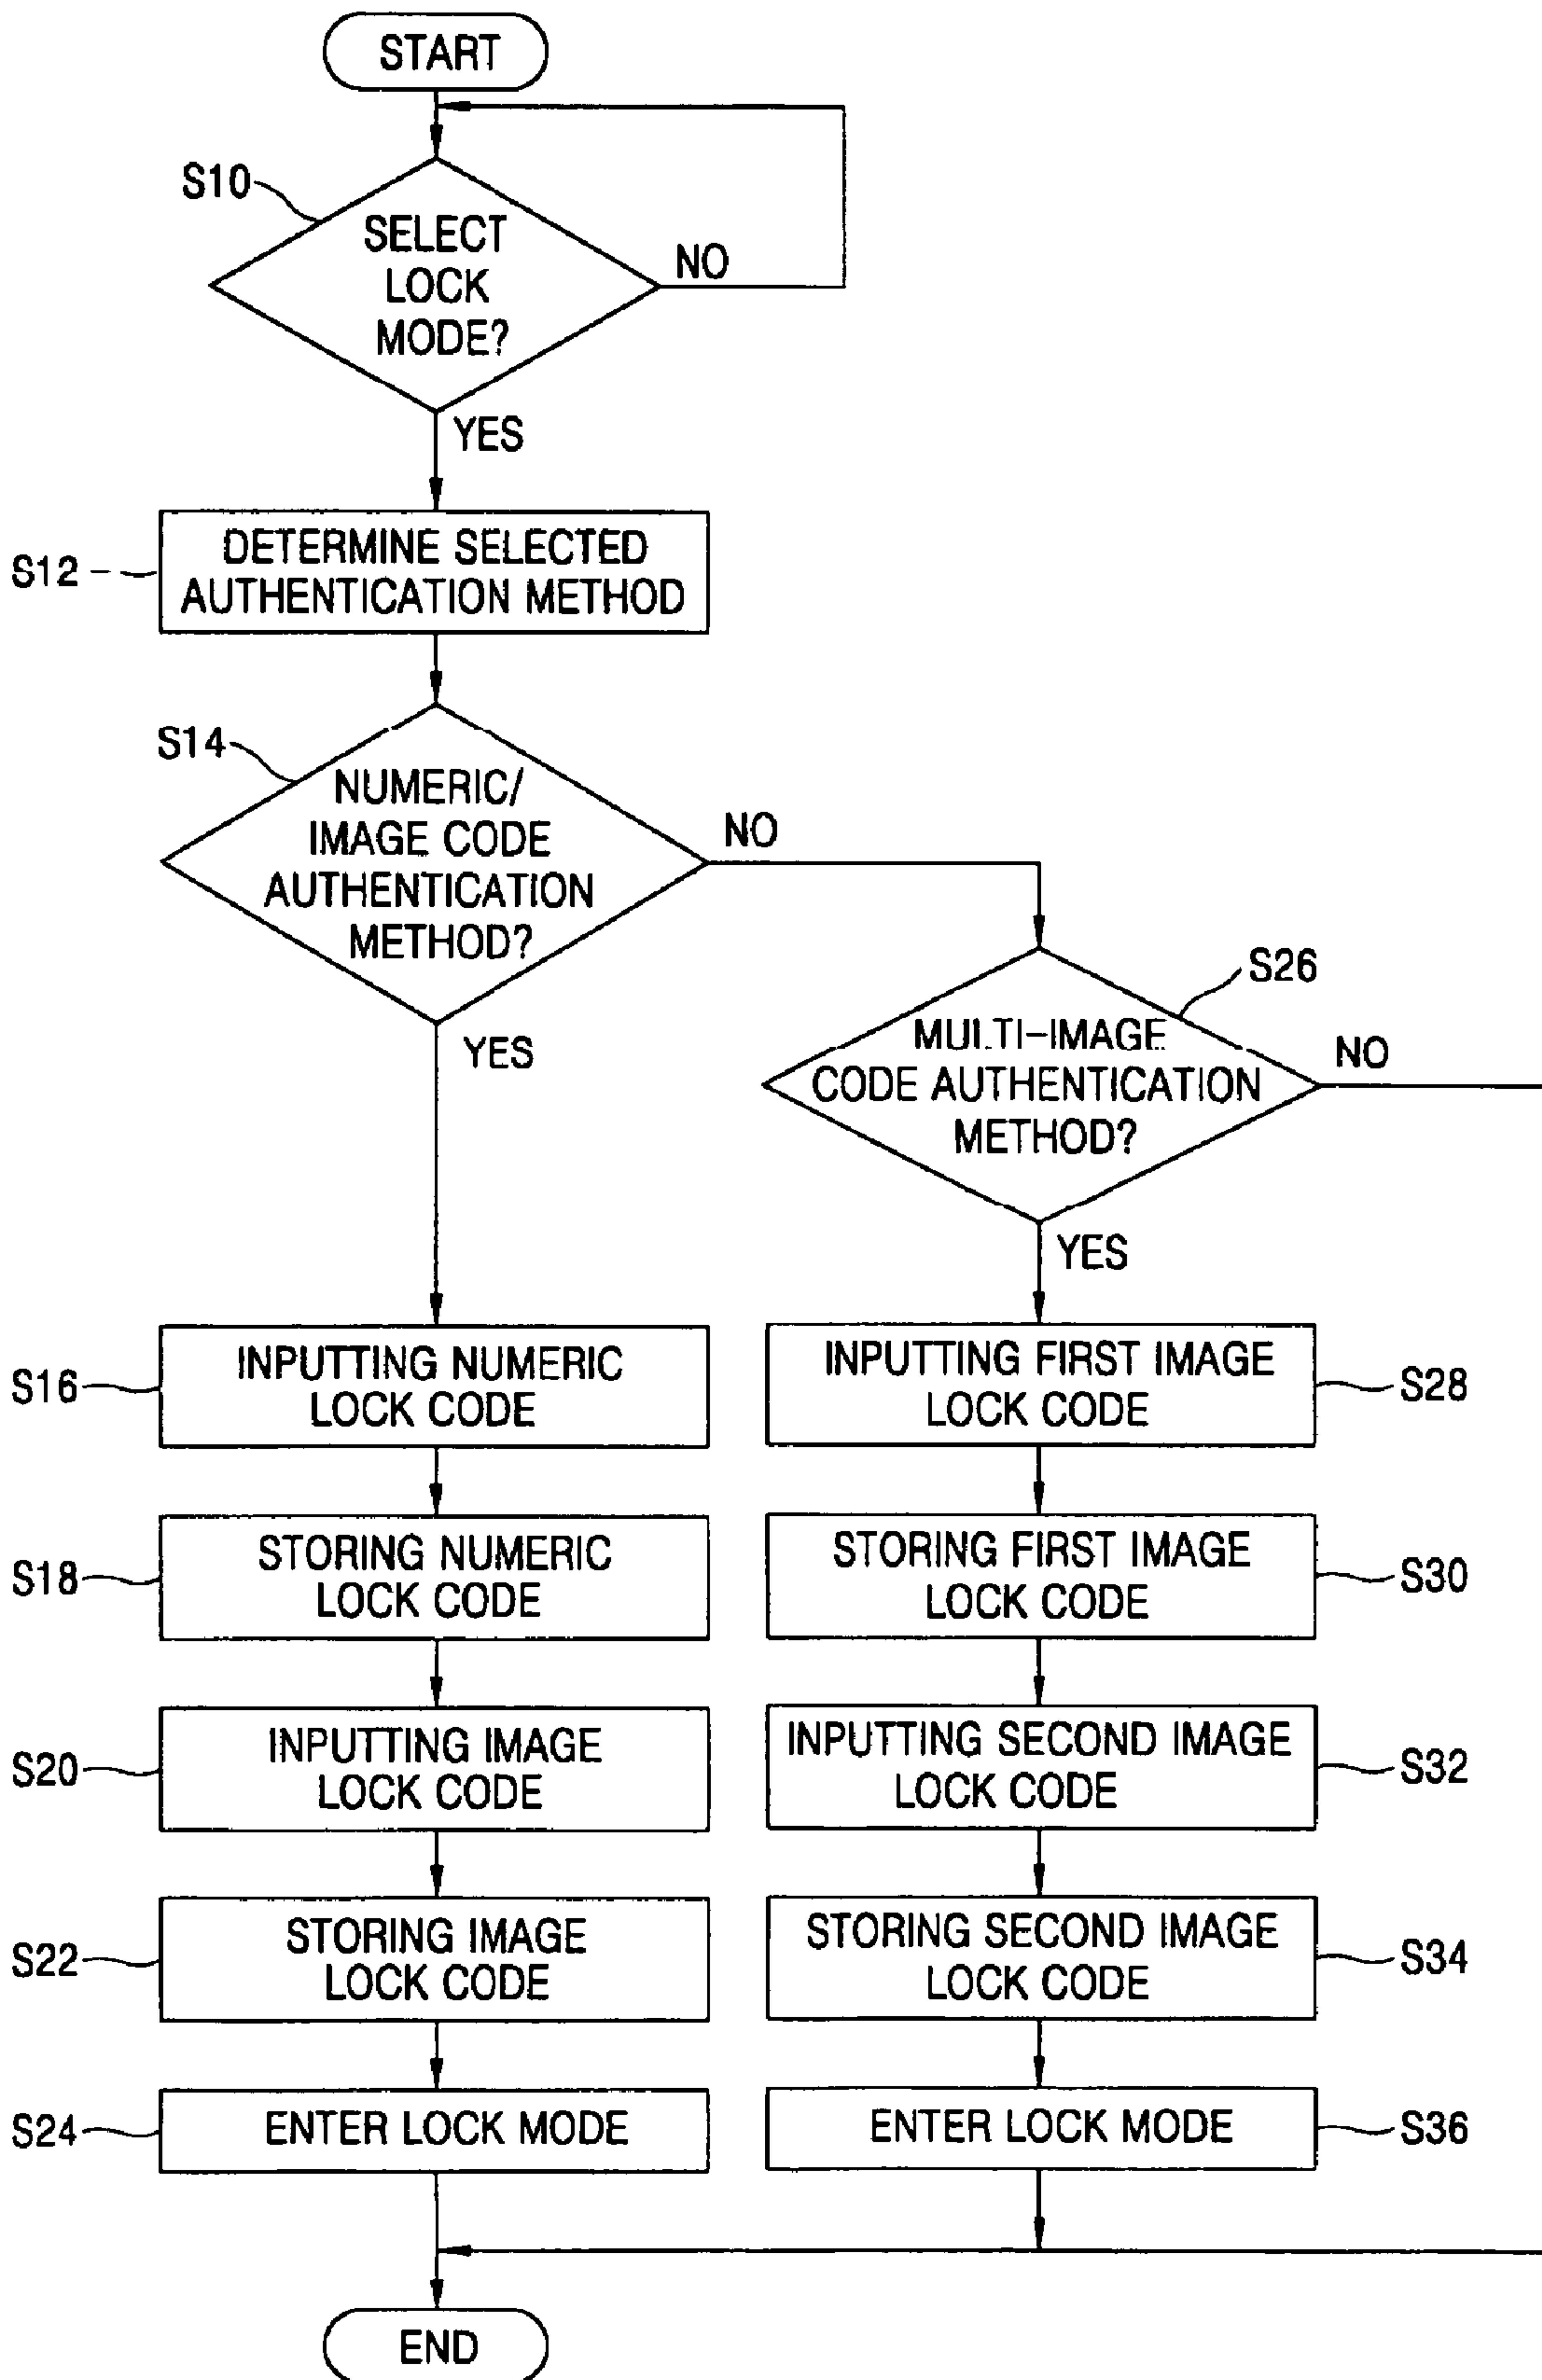 START
S10
SELECT
LOCK
MODE?
NO
YES
S12
DETERMINE SELECTED
AUTHENTICATION METHOD
S14
NUMERIC/
IMAGE CODE
AUTHENTICATION
METHOD?
NO
YES
S26
MULTI-IMAGE
CODE AUTHENTICATION
METHOD?
NO
YES
S16
INPUTTING NUMERIC
LOCK CODE
S18
STORING NUMERIC
LOCK CODE
S20
INPUTTING IMAGE
LOCK CODE
S22
STORING IMAGE
LOCK CODE
S24
ENTER LOCK MODE
INPUTTING FIRST IMAGE
LOCK CODE
S28
STORING FIRST IMAGE
LOCK CODE
S30
INPUTTING SECOND IMAGE
LOCK CODE
S32
STORING SECOND IMAGE
LOCK CODE
S34
ENTER LOCK MODE
S36
END